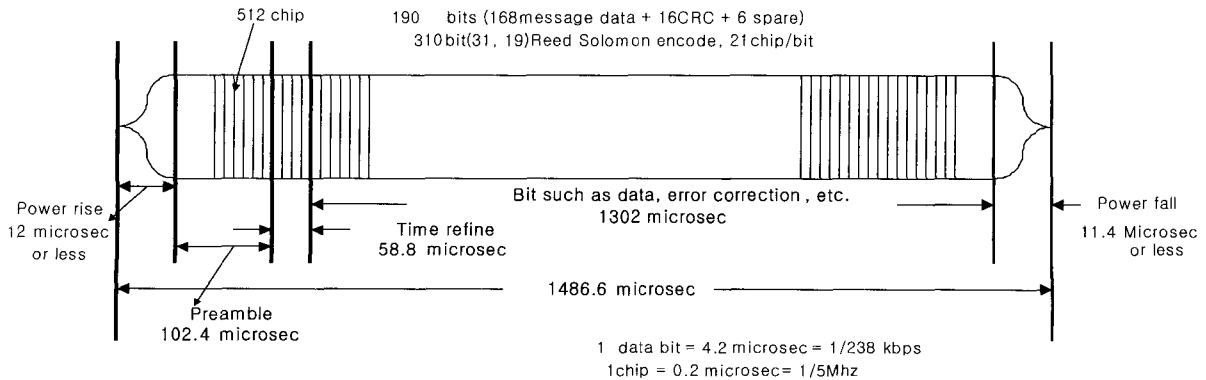 512 chip
190 bits (168message data + 16CRC + 6 spare)
310bit(31, 19)Reed Solomon encode, 21chip/bit
Power rise
12 microsec
or less
Bit such as data, error correction, etc.
1302 microsec
Time refine
58.8 microsec
Power fall
11.4 Microsec
or less
1486.6 microsec
Preamble
102.4 microsec
1 data bit = 4.2 microsec= 1/238 kbps
1chip = 0.2 microsec= 1/5Mhz